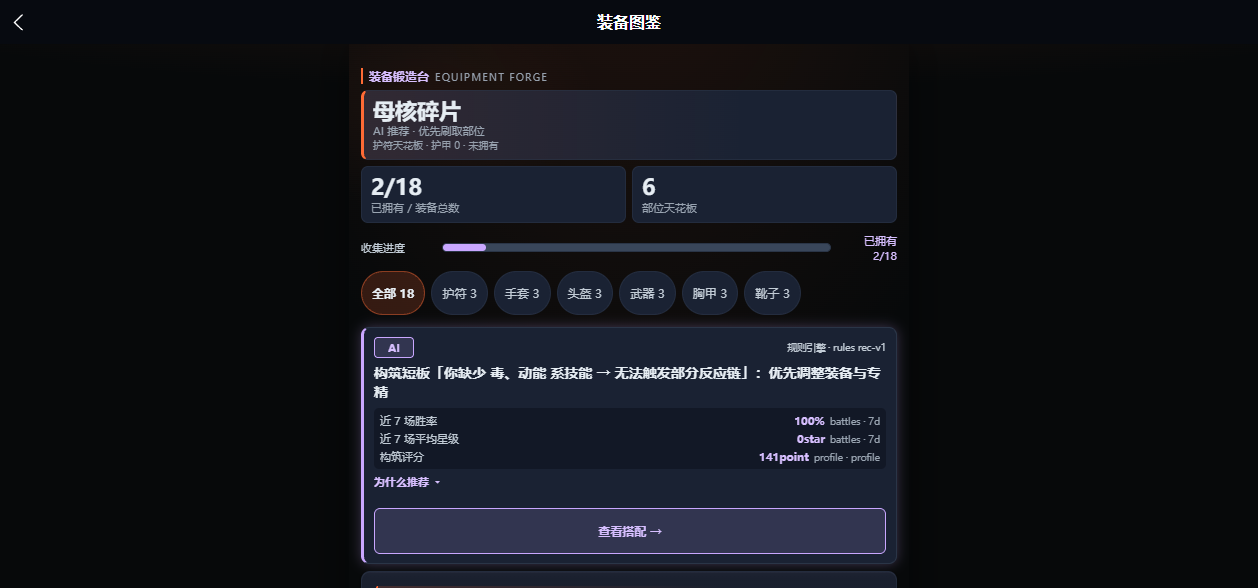 装备图鉴
装备锻造台 EQUIPMENT FORGE
母核碎片
AI 推荐 · 优先刷取部位
护符天花板 · 护甲 0 · 未拥有
2/18
已拥有 / 装备总数
6
部位天花板
收集进度
已拥有
2/18
全部 18
护符 3
手套 3
头盔 3
武器 3
胸甲 3
靴子 3
AI
规则引擎 · rules rec-v1
构筑短板「你缺少 毒、动能 系技能 → 无法触发部分反应链」：优先调整装备与专
精
近 7 场胜率 100% battles · 7d
近 7 场平均星级 0star battles · 7d
构筑评分 141point profile · profile
为什么推荐
查看搭配 →